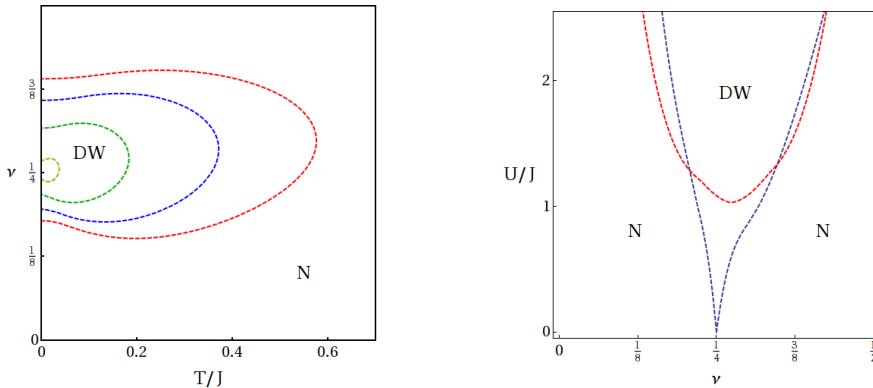 3/8
DW
ν 1/4
1/8
N
0
0 0.2 0.4 0.6
T/J
2
DW
U/J
1
N N
0
0 1/8 1/4 3/8
ν